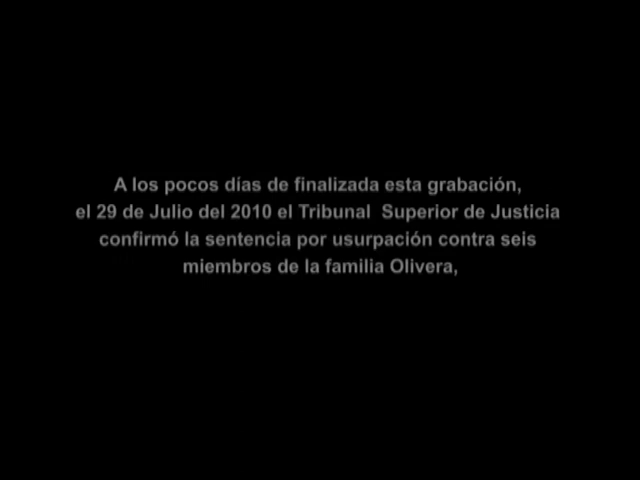 A los pocos días de finalizada esta grabación,
el 29 de Julio del 2010 el Tribunal  Superior de Justicia
confirmó la sentencia por usurpación contra seis
miembros de la familia Olivera,